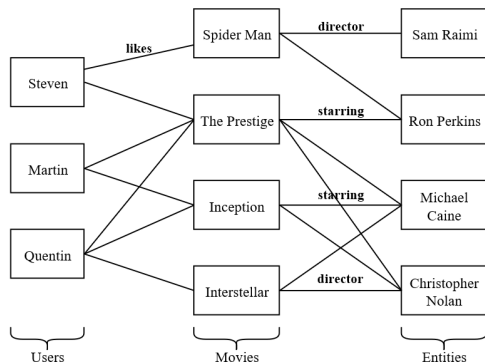 likes
Spider Man
director
Sam Raimi
Steven
The Prestige
starring
Ron Perkins
Martin
Inception
starring
Michael
Caine
Quentin
Interstellar
director
Christopher
Nolan
Users
Movies
Entities